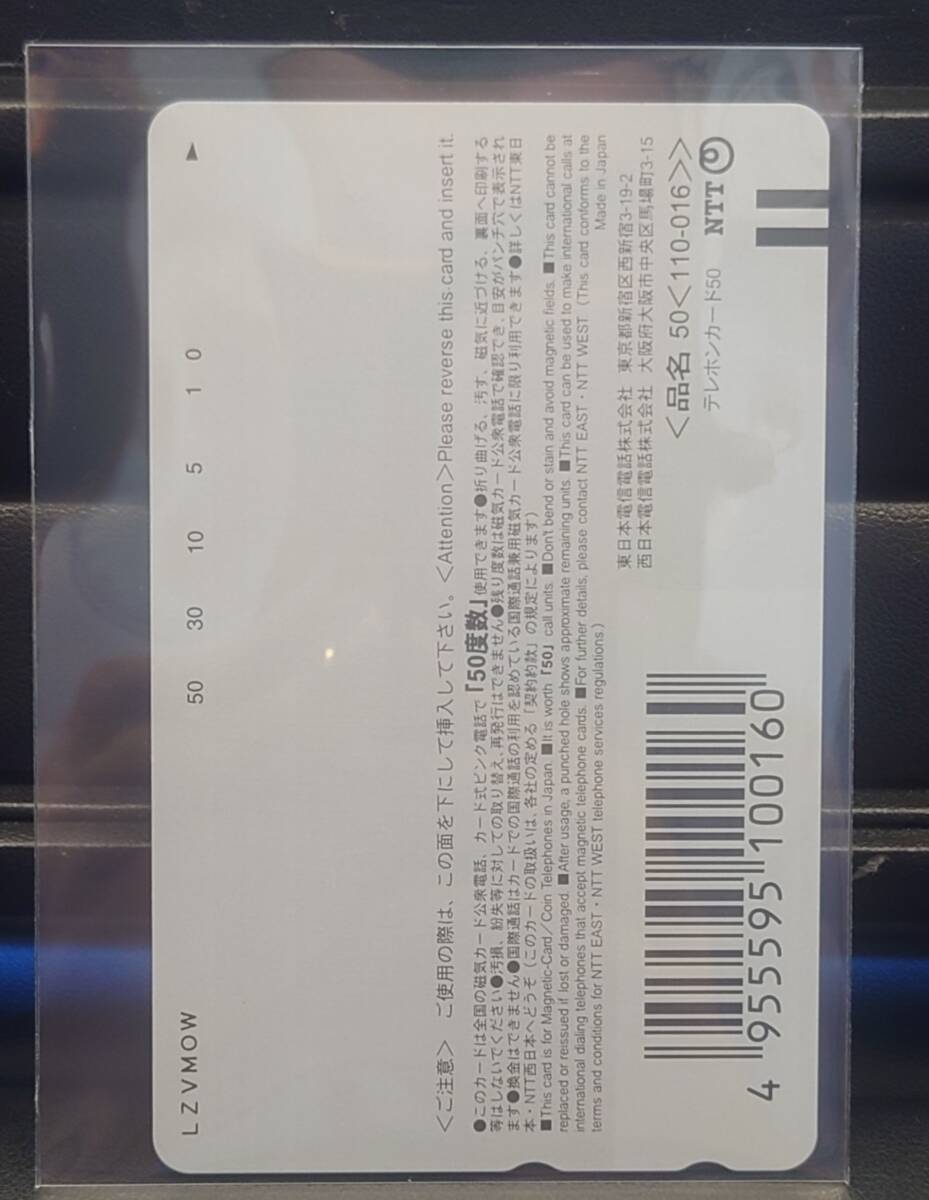 LZVMOW
50 30 10 5 1 0
<ご注意> ご使用の際は、この面を下にして挿入して下さい。<Attention>Please reverse this card and insert it.
●このカードは全国の磁気カード公衆電話、カード式ピンク電話で「50度数」使用できます●折り曲げる、汚す、磁気に近づける、裏面へ印刷する
等はしないでください●汚損、紛失等に対しての取り替え、再発行はできません●残り度数は磁気カード公衆電話で確認でき、目安がパンチ穴で表示され
ます●換金はできません●国際通話はカードでの国際通話の利用を認めている国際通話兼用磁気カード公衆電話に限り利用できます●詳しくはNTT東日
本・NTT西日本へどうぞ（このカードの取扱いは、各社の定める「契約約款」の規定によります）
■This card is for Magnetic-Card/Coin Telephones in Japan. ■It is worth「50」call units. ■Don't bend or stain and avoid magnetic fields. ■This card cannot be
replaced or reissued if lost or damaged. ■After usage, a punched hole shows approximate remaining units. ■This card can be used to make international calls at
international dialing telephones that accept magnetic telephone cards. ■For further details, please contact NTT EAST・NTT WEST（This card conforms to the
terms and conditions for NTT EAST・NTT WEST telephone services regulations.）
Made in Japan
東日本電信電話株式会社 東京都新宿区西新宿3-19-2
西日本電信電話株式会社 大阪府大阪市中央区馬場町3-15
<品名 50<110-016>>
テレホンカード50 NTT
4 955595 100160